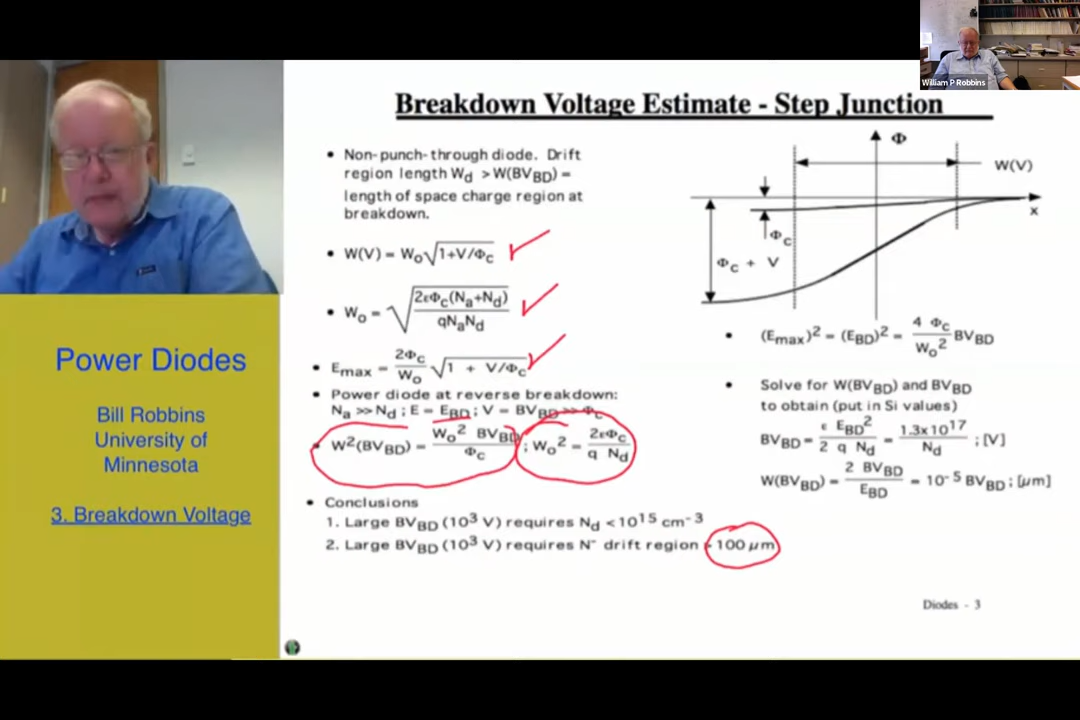 William P Robbins
Breakdown Voltage Estimate - Step Junction
• Non-punch-through diode. Drift
region length Wd > W(BVBD) =
length of space charge region at
breakdown.
• W(V) = Wo√1+V/Φc
• Wo = √2εΦc(Na+Nd) / qNaNd
• Emax = 2Φc / Wo √1 + V/Φc
• Power diode at reverse breakdown:
Na >> Nd ; E = EBD ; V = BVBD >> Φc
• W²(BVBD) = Wo² BVBD / Φc ; Wo² = 2εΦc / q Nd
• Conclusions
1. Large BVBD (10³ V) requires Nd < 10¹⁵ cm⁻³
2. Large BVBD (10³ V) requires N⁻ drift region 100 μm
Φ
W(V)
x
Φc
Φc + V
• (Emax)² = (EBD)² = 4 Φc / Wo² BVBD
• Solve for W(BVBD) and BVBD
to obtain (put in Si values)
BVBD = ε EBD² / 2 q Nd = 1.3x10¹⁷ / Nd ; [V]
W(BVBD) = 2 BVBD / EBD = 10⁻⁵ BVBD ; [μm]
Diodes - 3
Power Diodes
Bill Robbins
University of
Minnesota
3. Breakdown Voltage